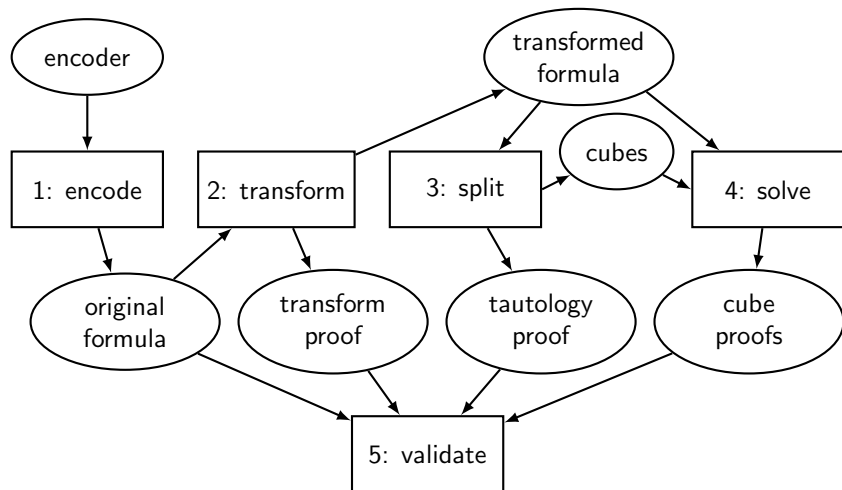 encoder
transformed
formula
cubes
1: encode
2: transform
3: split
4: solve
original
formula
transform
proof
tautology
proof
cube
proofs
5: validate